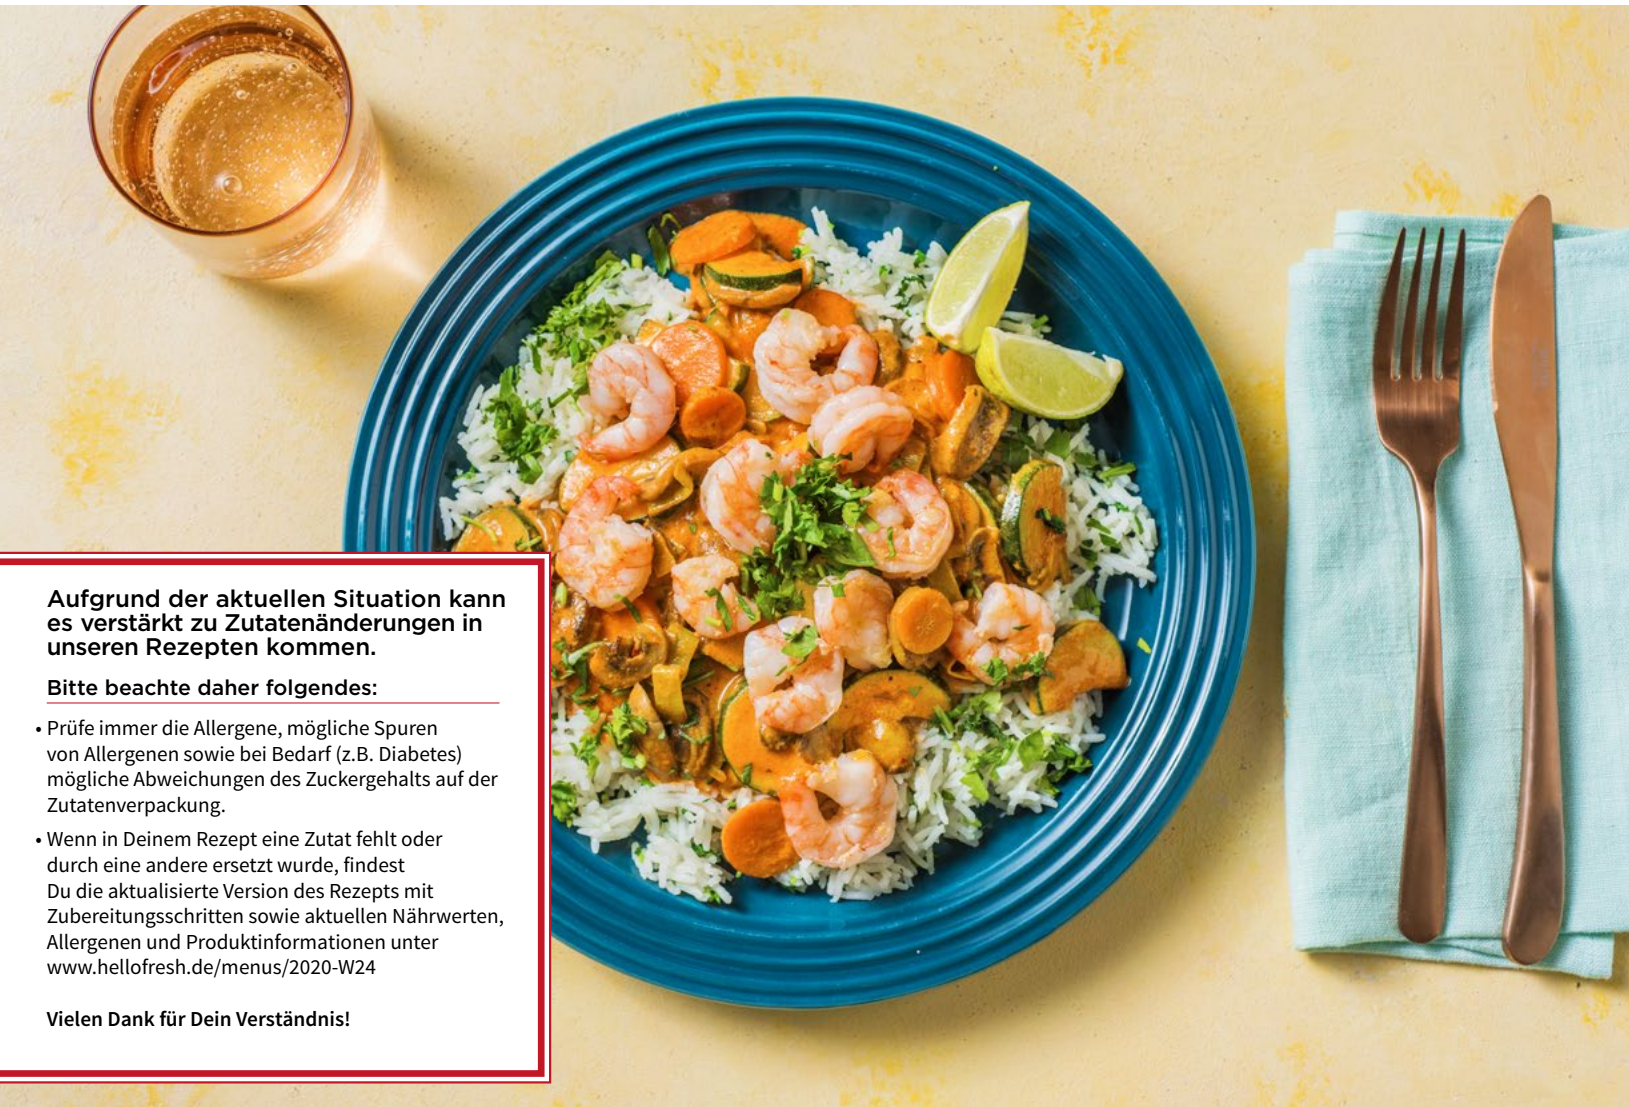 Aufgrund der aktuellen Situation kann
es verstärkt zu Zutatenänderungen in
unseren Rezepten kommen.
Bitte beachte daher folgendes:
• Prüfe immer die Allergene, mögliche Spuren
von Allergenen sowie bei Bedarf (z.B. Diabetes)
mögliche Abweichungen des Zuckergehalts auf der
Zutatenverpackung.
• Wenn in Deinem Rezept eine Zutat fehlt oder
durch eine andere ersetzt wurde, findest
Du die aktualisierte Version des Rezepts mit
Zubereitungsschritten sowie aktuellen Nährwerten,
Allergenen und Produktinformationen unter
www.hellofresh.de/menus/2020-W24
Vielen Dank für Dein Verständnis!